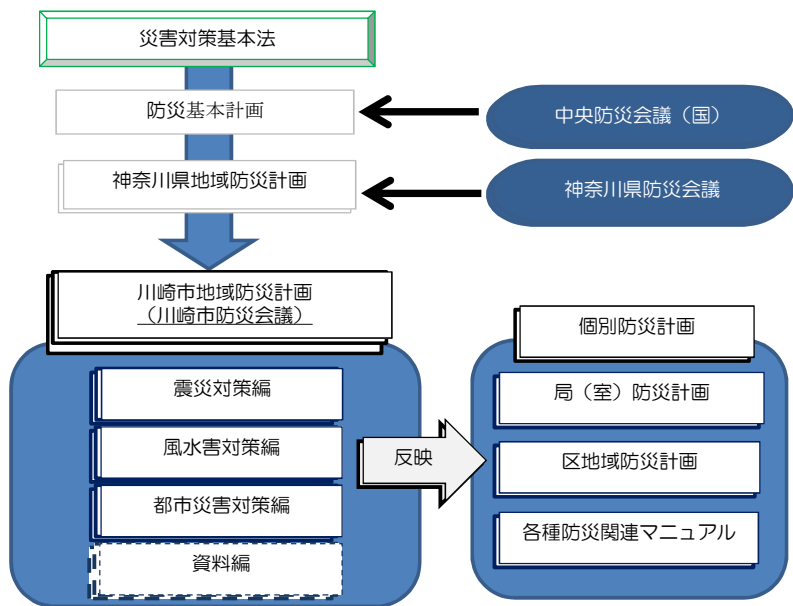 災害対策基本法
防災基本計画
中央防災会議（国）
神奈川県地域防災計画
神奈川県防災会議
川崎市地域防災計画
（川崎市防災会議）
震災対策編
風水害対策編
都市災害対策編
資料編
反映
個別防災計画
局（室）防災計画
区地域防災計画
各種防災関連マニュアル